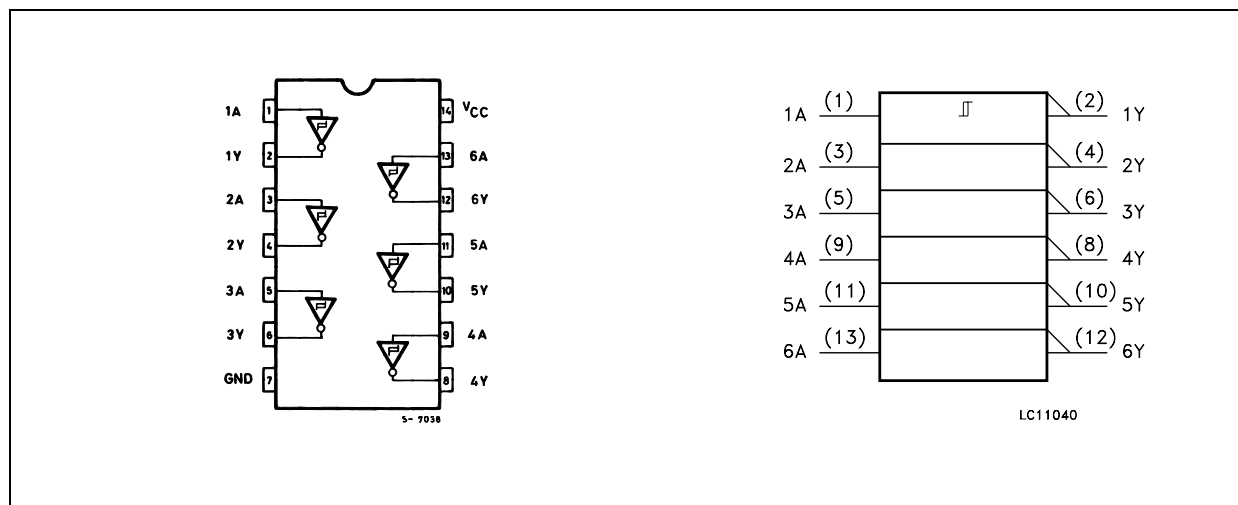 1A 1 14 VCC
1Y 2 13 6A
2A 3 12 6Y
2Y 4 11 5A
3A 5 10 5Y
3Y 6 9 4A
GND 7 8 4Y
S- 7038
1A (1) (2) 1Y
2A (3) (4) 2Y
3A (5) (6) 3Y
4A (9) (8) 4Y
5A (11) (10) 5Y
6A (13) (12) 6Y
LC11040